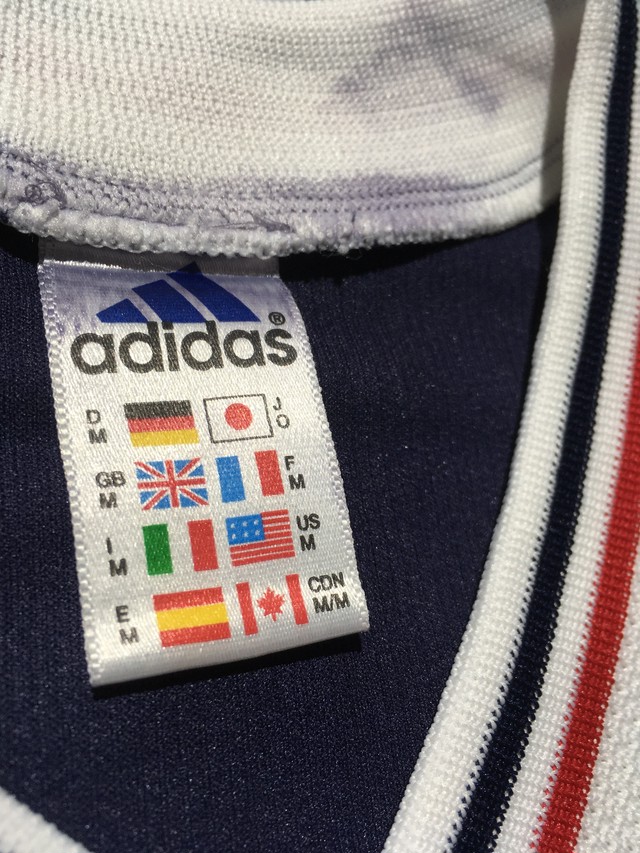 adidas®
D M J O
GB M F M
I M US M
E M CDN M/M